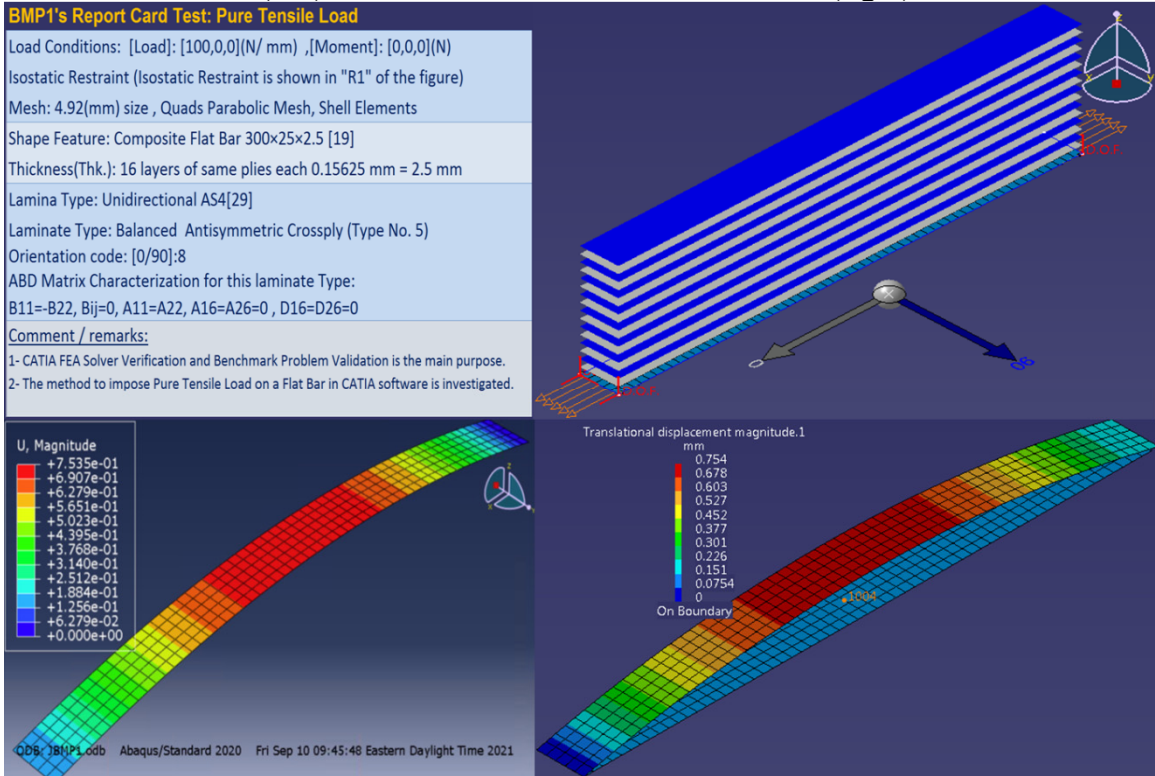 BMP1's Report Card Test: Pure Tensile Load
Load Conditions: [Load]: [100,0,0](N/ mm) ,[Moment]: [0,0,0](N)
Isostatic Restraint (Isostatic Restraint is shown in "R1" of the figure)
Mesh: 4.92(mm) size , Quads Parabolic Mesh, Shell Elements
Shape Feature: Composite Flat Bar 300×25×2.5 [19]
Thickness(Thk.): 16 layers of same plies each 0.15625 mm = 2.5 mm
Lamina Type: Unidirectional AS4[29]
Laminate Type: Balanced Antisymmetric Crossply (Type No. 5)
Orientation code: [0/90]:8
ABD Matrix Characterization for this laminate Type:
B11=-B22, Bij=0, A11=A22, A16=A26=0 , D16=D26=0
Comment / remarks:
1- CATIA FEA Solver Verification and Benchmark Problem Validation is the main purpose.
2- The method to impose Pure Tensile Load on a Flat Bar in CATIA software is investigated.
0
90
U, Magnitude
+7.535e-01
+6.907e-01
+6.279e-01
+5.651e-01
+5.023e-01
+4.395e-01
+3.768e-01
+3.140e-01
+2.512e-01
+1.884e-01
+1.256e-01
+6.279e-02
+0.000e+00
ODB: JBMP1.odb Abaqus/Standard 2020 Fri Sep 10 09:45:48 Eastern Daylight Time 2021
Translational displacement magnitude.1
mm
0.754
0.678
0.603
0.527
0.452
0.377
0.301
0.226
0.151
0.0754
0
On Boundary
1004